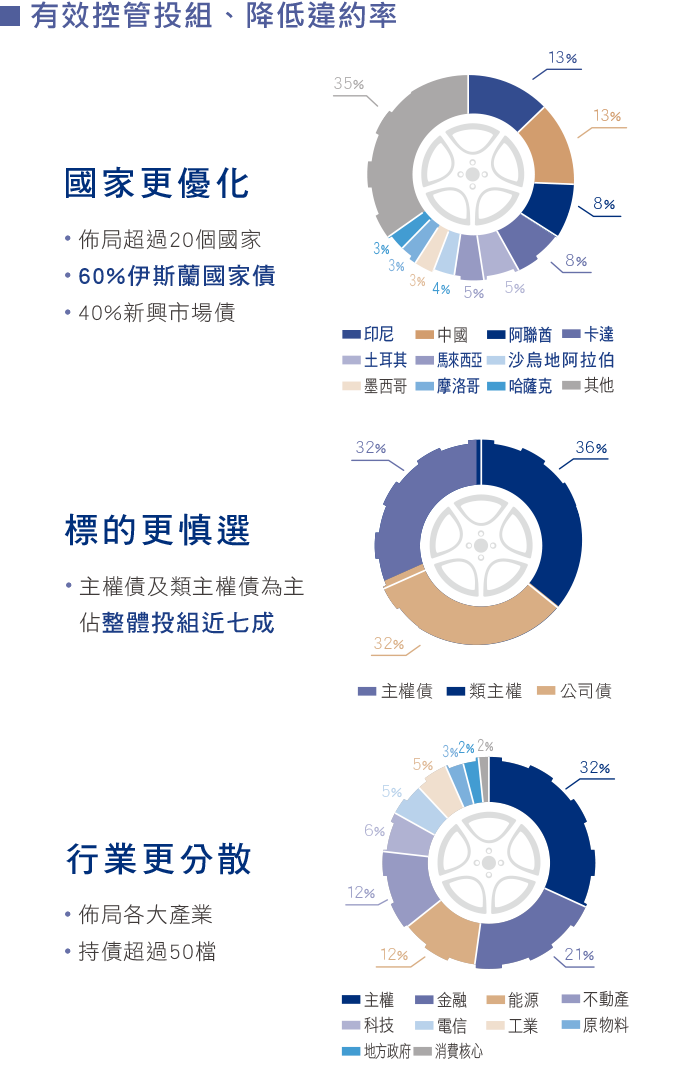 有效控管投組、降低違約率
13%
35%
13%
國家更優化
8%
• 佈局超過20個國家
3%
8%
• 60%伊斯蘭國家債
3%
3%
4%
5%
5%
• 40%新興市場債
印尼 中國 阿聯酋 卡達
土耳其 馬來西亞 沙烏地阿拉伯
墨西哥 摩洛哥 哈薩克 其他
32%
36%
標的更慎選
• 主權債及類主權債為主
佔整體投組近七成
32%
主權債 類主權 公司債
3% 2% 2%
5%
32%
5%
6%
行業更分散
12%
• 佈局各大產業
• 持債超過50檔
12%
21%
主權 金融 能源 不動產
科技 電信 工業 原物料
地方政府 消費核心